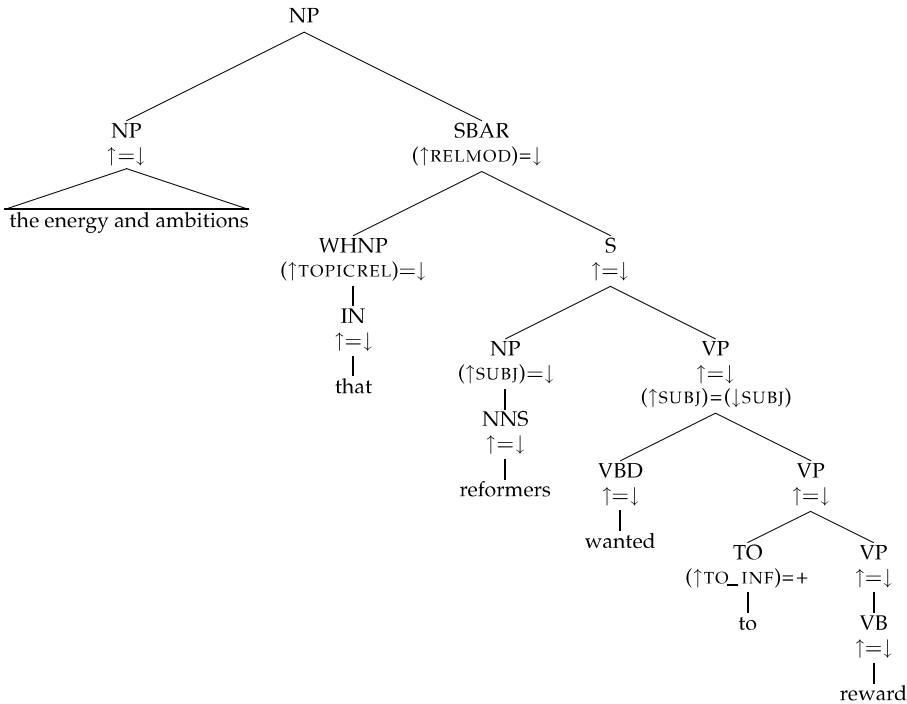 NP
NP SBAR
↑=↓ (↑RELMOD)=↓
the energy and ambitions
WHNP S
(↑TOPICREL)=↓ ↑=↓
IN
↑=↓
NP VP
(↑SUBJ)=↓ ↑=↓
that
(↑SUBJ)=(↓SUBJ)
NNS
↑=↓
VBD VP
↑=↓ ↑=↓
reformers
wanted
TO VP
(↑TO_INF)=+ ↑=↓
to VB
↑=↓
reward